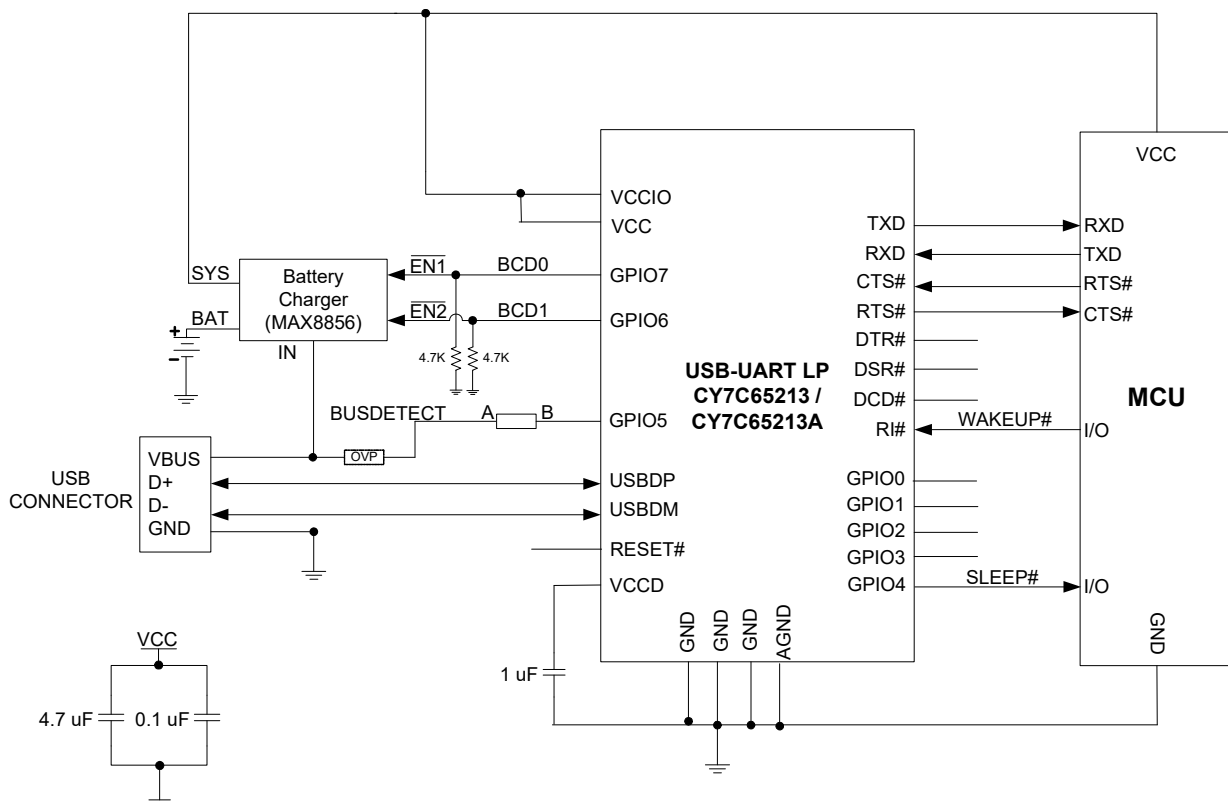 VCC
VCCIO
VCC
TXD
RXD
RXD
TXD
SYS
Battery
Charger
(MAX8856)
EN1
BCD0
GPIO7
CTS#
RTS#
BAT
EN2
BCD1
GPIO6
RTS#
CTS#
+
-
IN
4.7K
4.7K
DTR#
DSR#
DCD#
USB-UART LP
CY7C65213 /
CY7C65213A
MCU
BUSDETECT
A
B
GPIO5
RI#
WAKEUP#
I/O
USB
CONNECTOR
VBUS
D+
D-
GND
OVP
USBDP
USBDM
RESET#
VCCD
GPIO0
GPIO1
GPIO2
GPIO3
GPIO4
SLEEP#
I/O
GND
GND
GND
AGND
GND
1 uF
VCC
4.7 uF
0.1 uF